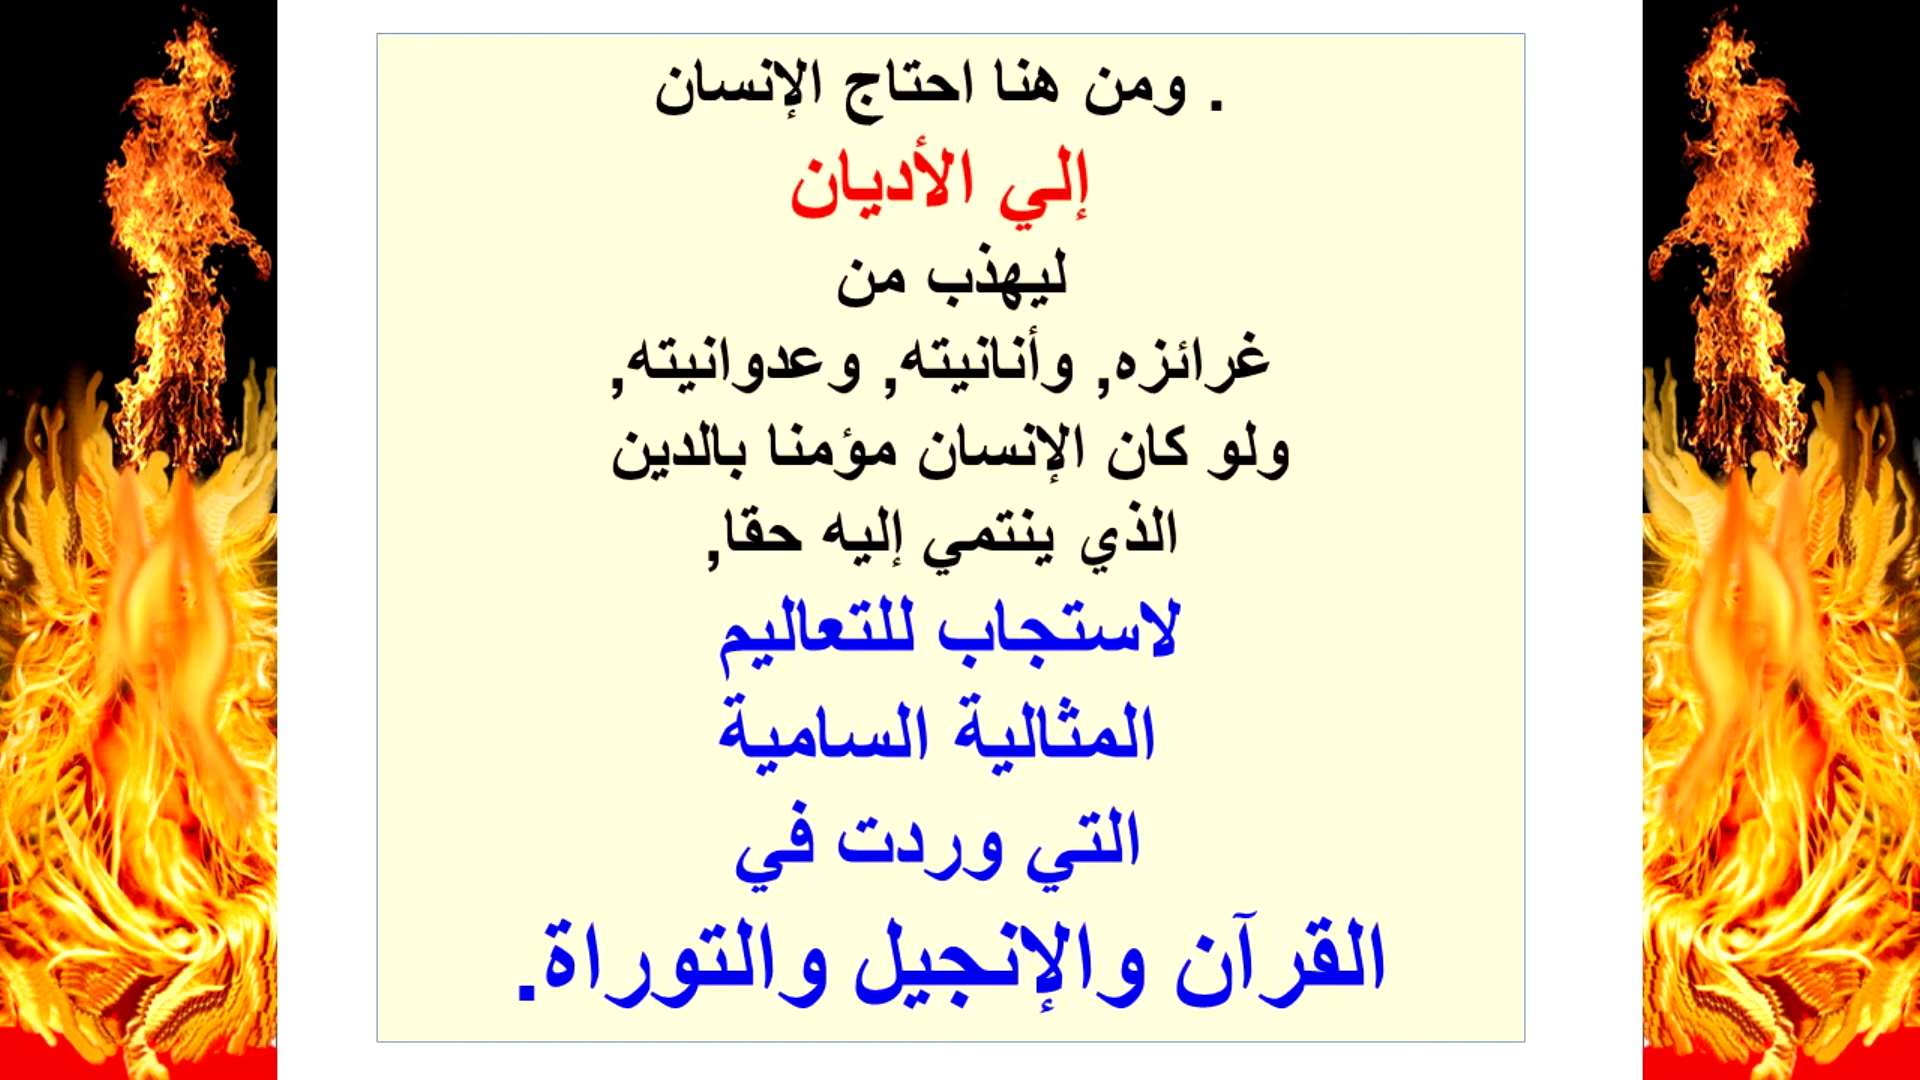 . ومن هنا احتاج الإنسان
إلي الأديان
ليهذب من
غرائزه, وأنانيته, وعدوانيته,
ولو كان الإنسان مؤمنا بالدين
الذي ينتمي إليه حقا,
لاستجاب للتعاليم
المثالية السامية
التي وردت في
القرآن والإنجيل والتوراة.